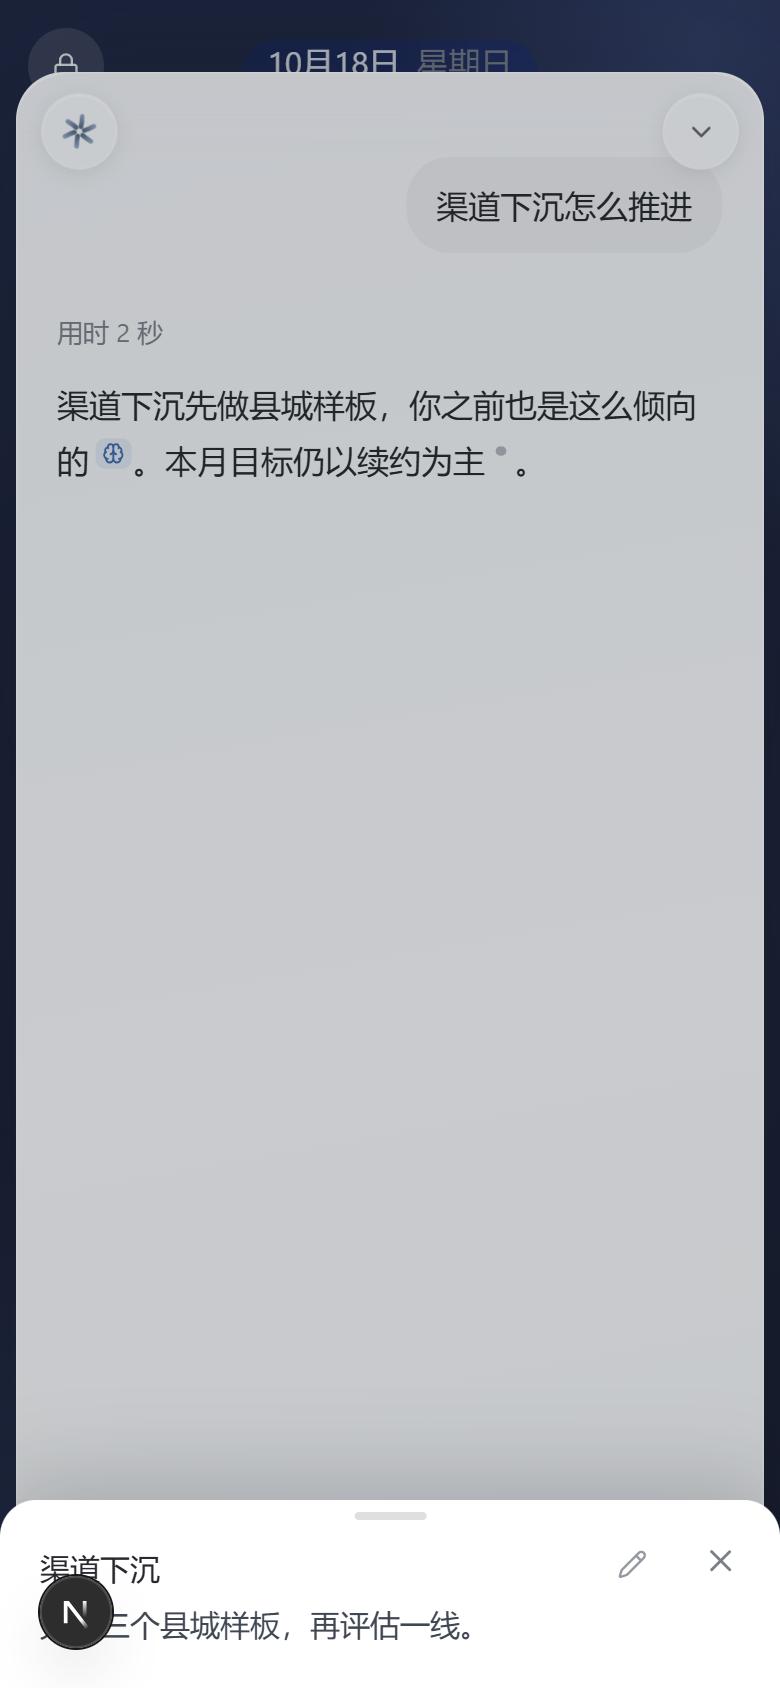 10月18日 星期日
渠道下沉怎么推进
用时 2 秒
渠道下沉先做县城样板，你之前也是这么倾向
的 。本月目标仍以续约为主 。
渠道下沉
三个县城样板，再评估一线。
N